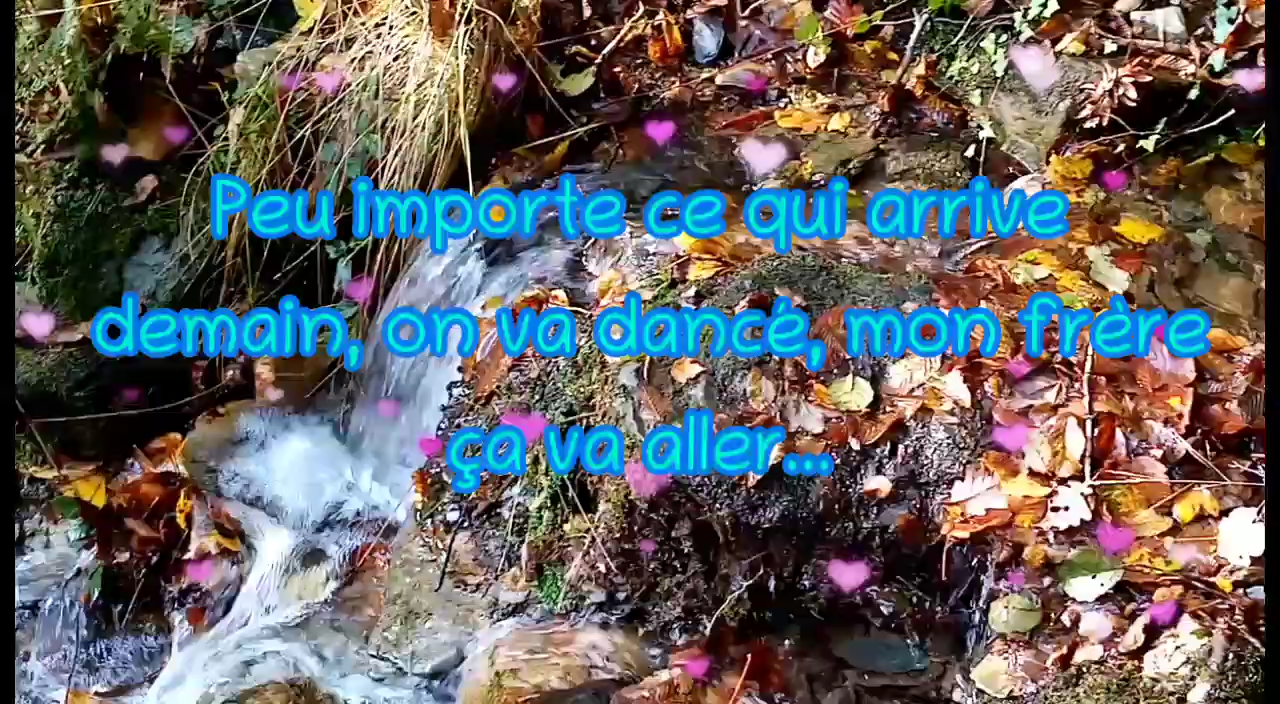 Peu importe ce qui arrive
demain, on va dancé, mon frère
ça va aller...